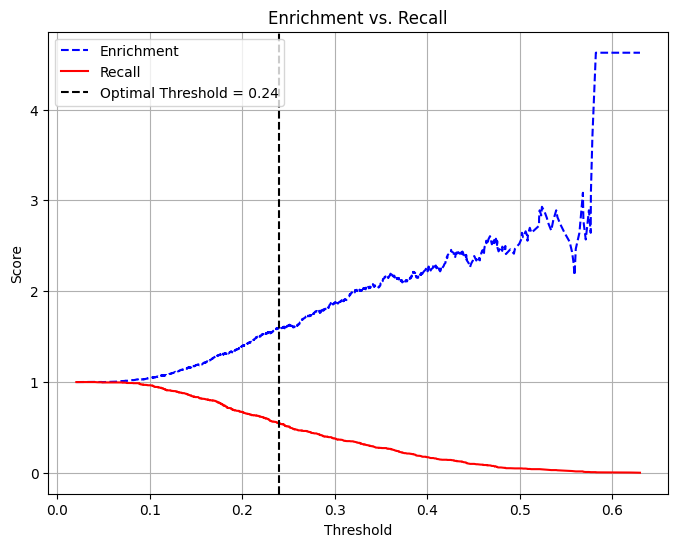 Enrichment vs. Recall
Enrichment
Recall
Optimal Threshold = 0.24
Score
4
3
2
1
0
0.0 0.1 0.2 0.3 0.4 0.5 0.6
Threshold